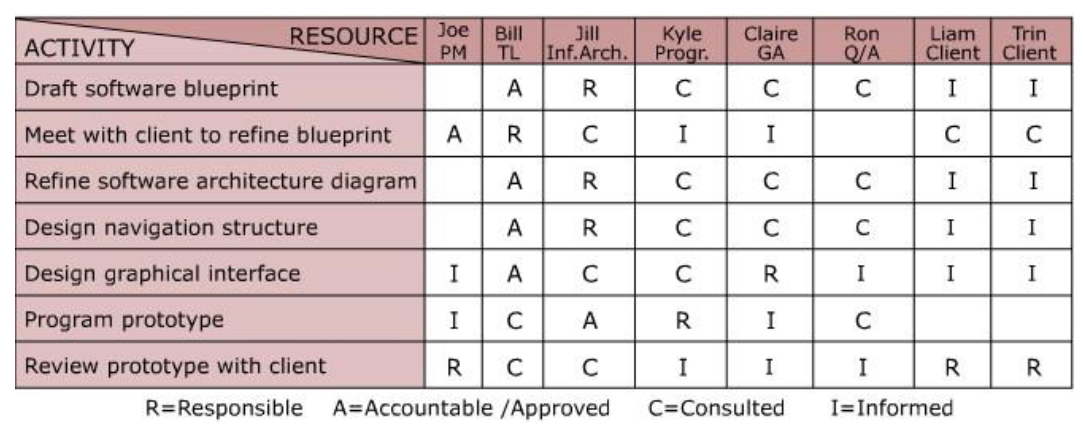 RESOURCE Joe Bill Jill Kyle Claire Ron Liam Trin
ACTIVITY PM TL Inf.Arch. Progr. GA Q/A Client Client
Draft software blueprint A R C C C I I
Meet with client to refine blueprint A R C I I C C
Refine software architecture diagram A R C C C I I
Design navigation structure A R C C C I I
Design graphical interface I A C C R I I I
Program prototype I C A R I C
Review prototype with client R C C I I I R R
R=Responsible A=Accountable /Approved C=Consulted I=Informed